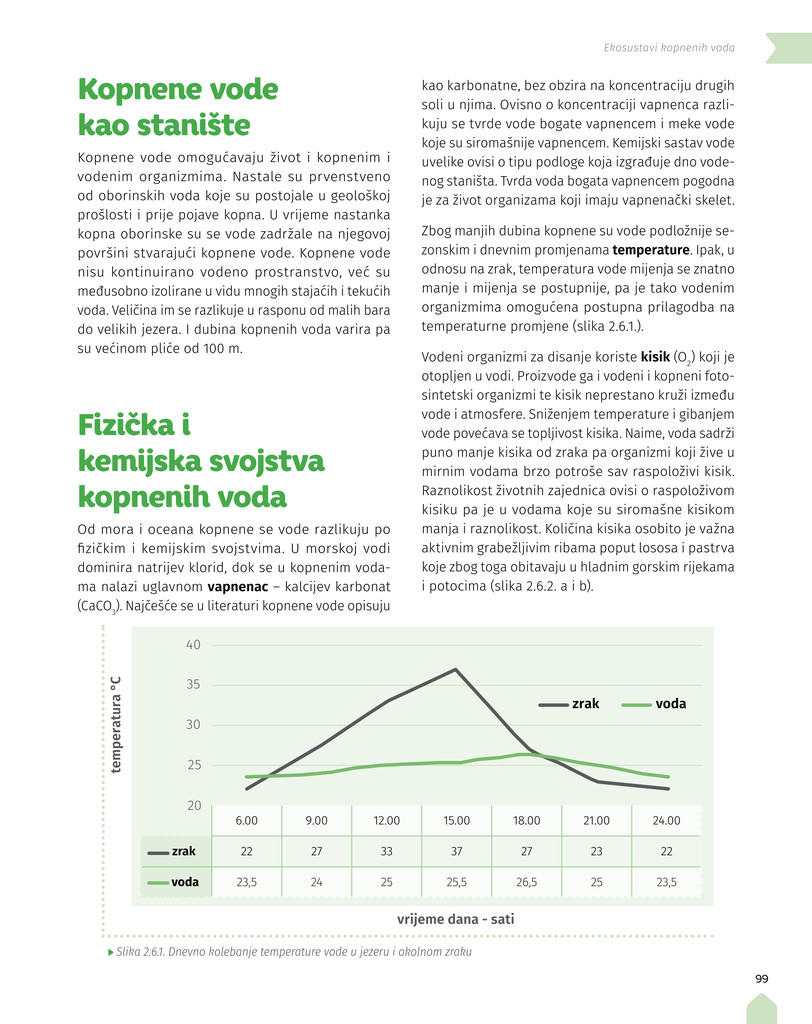 Ekosustavi kopnenih voda
Kopnene vode
kao stanište
Kopnene vode omogućavaju život i kopnenim i
vodenim organizmima. Nastale su prvenstveno
od oborinskih voda koje su postojale u geološkoj
prošlosti i prije pojave kopna. U vrijeme nastanka
kopna oborinske su se vode zadržale na njegovoj
površini stvarajući kopnene vode. Kopnene vode
nisu kontinuirano vodeno prostranstvo, već su
međusobno izolirane u vidu mnogih stajaćih i tekućih
voda. Veličina im se razlikuje u rasponu od malih bara
do velikih jezera. I dubina kopnenih voda varira pa
su većinom pliće od 100 m.
Fizička i
kemijska svojstva
kopnenih voda
Od mora i oceana kopnene se vode razlikuju po
fizičkim i kemijskim svojstvima. U morskoj vodi
dominira natrijev klorid, dok se u kopnenim voda-
ma nalazi uglavnom vapnenac – kalcijev karbonat
(CaCO₃). Najčešće se u literaturi kopnene vode opisuju
kao karbonatne, bez obzira na koncentraciju drugih
soli u njima. Ovisno o koncentraciji vapnenca razli-
kuju se tvrde vode bogate vapnencem i meke vode
koje su siromašnije vapnencem. Kemijski sastav vode
uvelike ovisi o tipu podloge koja izgrađuje dno vode-
nog staništa. Tvrda voda bogata vapnencem pogodna
je za život organizama koji imaju vapnenački skelet.
Zbog manjih dubina kopnene su vode podložnije se-
zonskim i dnevnim promjenama temperature. Ipak, u
odnosu na zrak, temperatura vode mijenja se znatno
manje i mijenja se postupnije, pa je tako vodenim
organizmima omogućena postupna prilagodba na
temperaturne promjene (slika 2.6.1.).
Vodeni organizmi za disanje koriste kisik (O₂) koji je
otopljen u vodi. Proizvode ga i vodeni i kopneni foto-
sintetski organizmi te kisik neprestano kruži između
vode i atmosfere. Sniženjem temperature i gibanjem
vode povećava se topljivost kisika. Naime, voda sadrži
puno manje kisika od zraka pa organizmi koji žive u
mirnim vodama brzo potroše sav raspoloživi kisik.
Raznolikost životnih zajednica ovisi o raspoloživom
kisiku pa je u vodama koje su siromašne kisikom
manja i raznolikost. Količina kisika osobito je važna
aktivnim grabežljivim ribama poput lososa i pastrva
koje zbog toga obitavaju u hladnim gorskim rijekama
i potocima (slika 2.6.2. a i b).
temperatura °C
40
35
30
25
20
zrak voda
6.00 9.00 12.00 15.00 18.00 21.00 24.00
zrak 22 27 33 37 27 23 22
voda 23,5 24 25 25,5 26,5 25 23,5
vrijeme dana - sati
Slika 2.6.1. Dnevno kolebanje temperature vode u jezeru i okolnom zraku
99